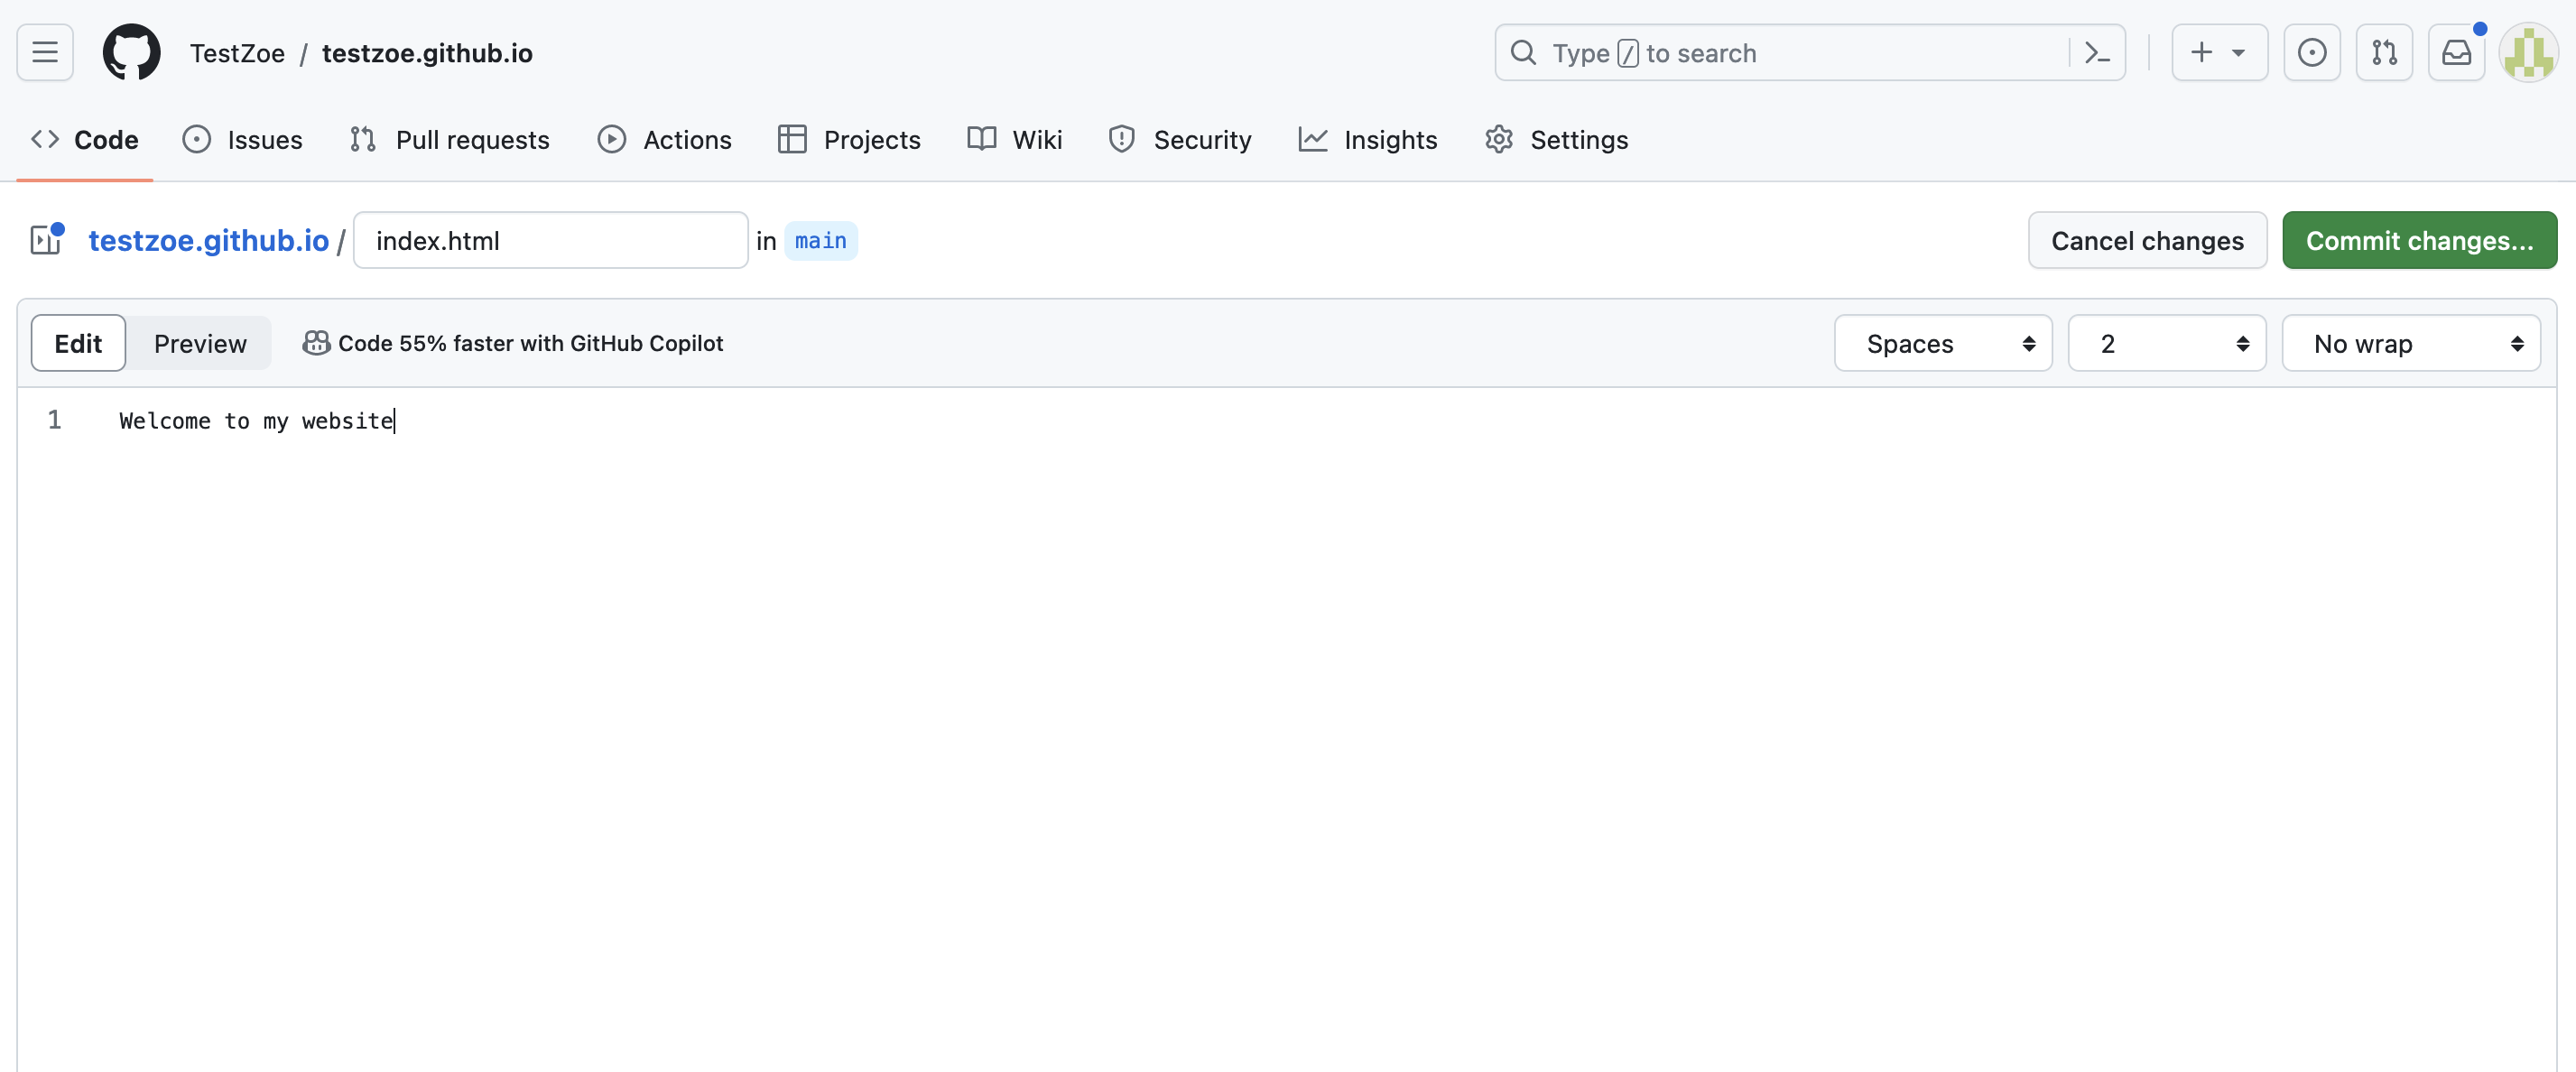 TestZoe / testzoe.github.io
Type / to search
Code Issues Pull requests Actions Projects Wiki Security Insights Settings
testzoe.github.io / index.html in main
Cancel changes Commit changes...
Edit Preview Code 55% faster with GitHub Copilot
Spaces 2 No wrap
1 Welcome to my website